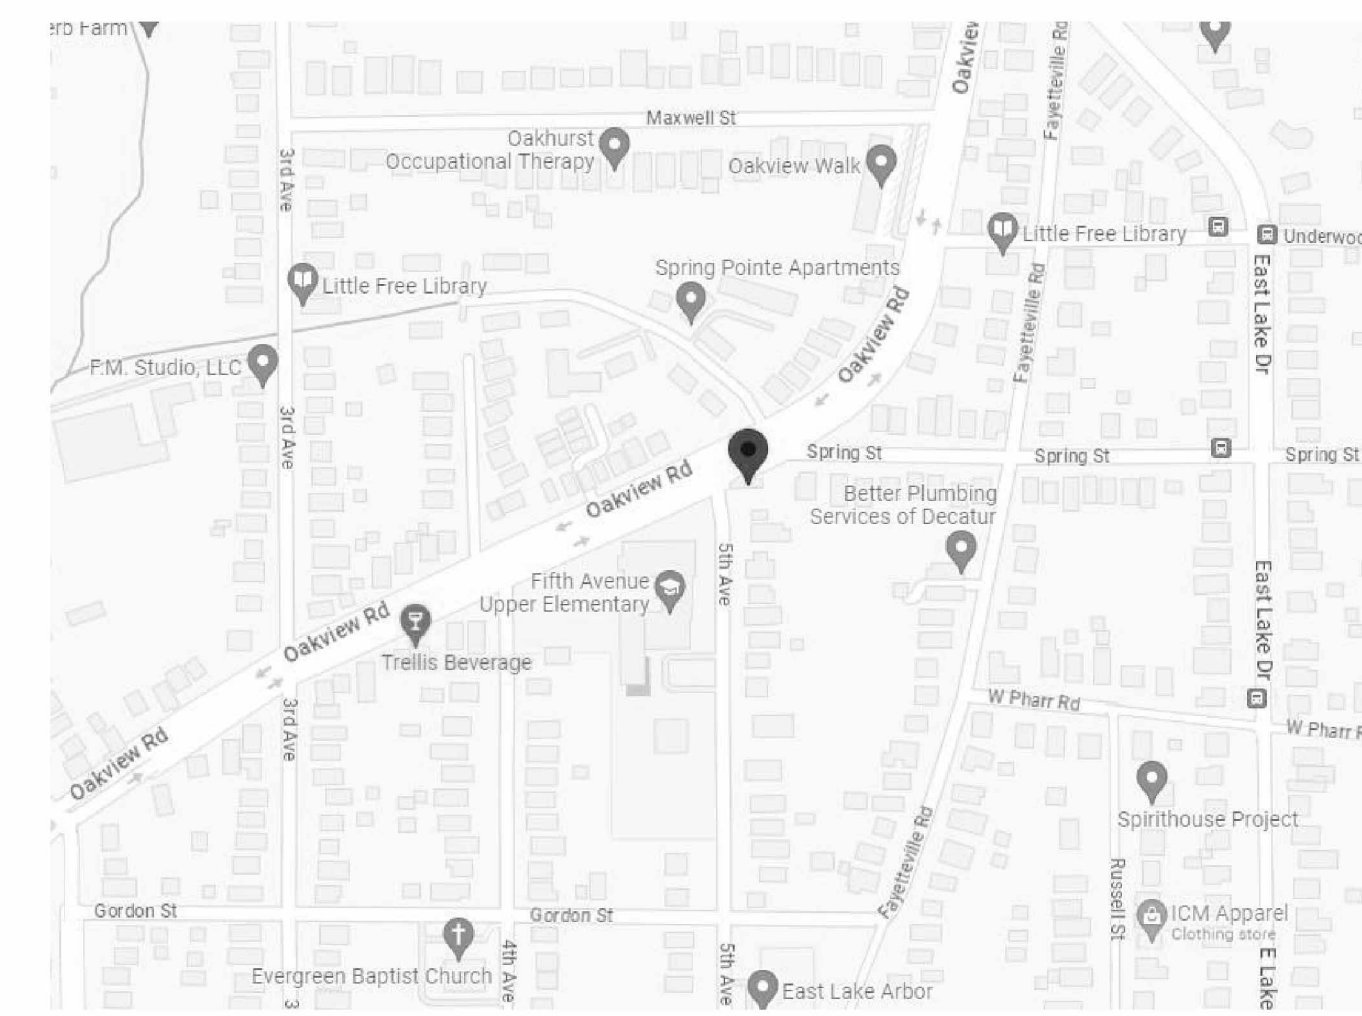 erb Farm
Oakview
Fayetteville Rd
Maxwell St
Oakhurst
Occupational Therapy
Oakview Walk
3rd Ave
Little Free Library
Underwoo
Spring Pointe Apartments
Little Free Library
East Lake Dr
Fayetteville Rd
Oakview Rd
F.M. Studio, LLC
3rd Ave
Spring St
Spring St
Spring St
Oakview Rd
Better Plumbing
Services of Decatur
5th Ave
Fifth Avenue
Upper Elementary
East Lake Dr
Oakview Rd
Trellis Beverage
3rd Ave
W Pharr Rd
W Pharr R
Oakview Rd
Spirithouse Project
Fayetteville Rd
Russell St
Gordon St
Gordon St
ICM Apparel
Clothing store
Evergreen Baptist Church
4th Ave
5th Ave
E Lake
East Lake Arbor
3